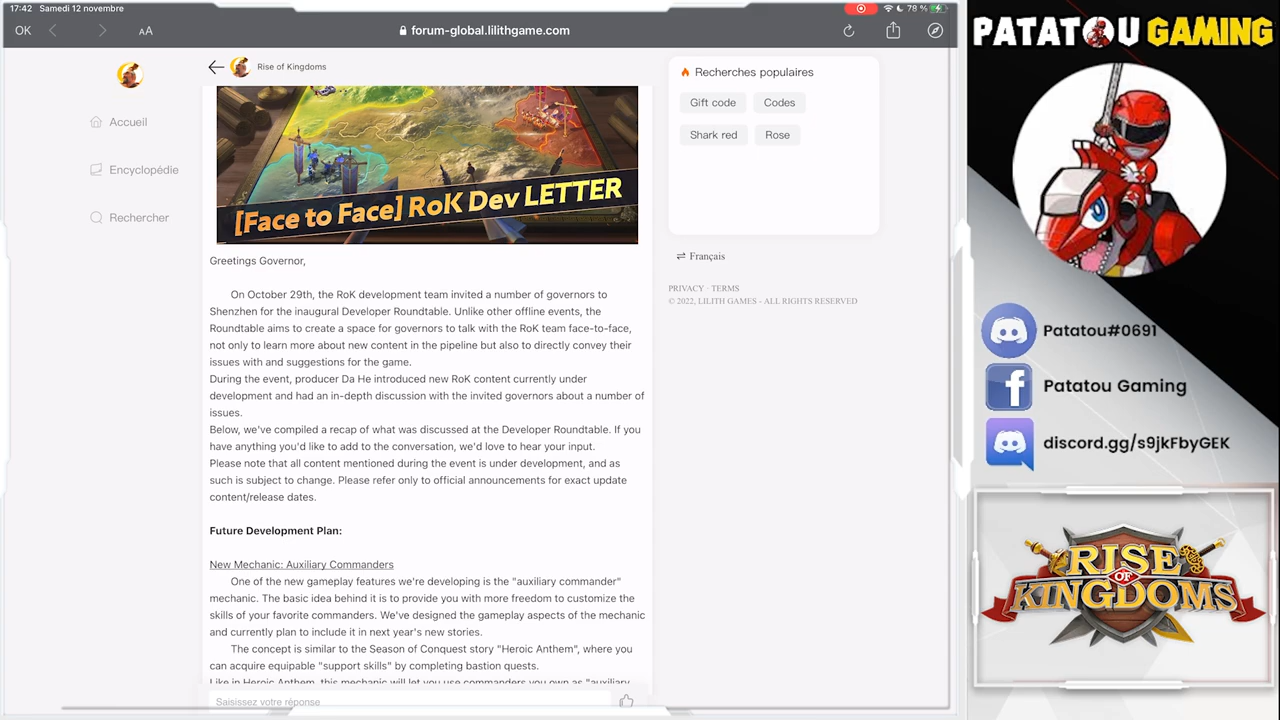 17:42 Samedi 12 novembre
78 %
OK
AA
forum-global.lilithgame.com
Rise of Kingdoms
Accueil
Encyclopédie
Rechercher
[Face to Face] RoK Dev LETTER
Greetings Governor,
On October 29th, the RoK development team invited a number of governors to
Shenzhen for the inaugural Developer Roundtable. Unlike other offline events, the
Roundtable aims to create a space for governors to talk with the RoK team face-to-face,
not only to learn more about new content in the pipeline but also to directly convey their
issues with and suggestions for the game.
During the event, producer Da He introduced new RoK content currently under
development and had an in-depth discussion with the invited governors about a number of
issues.
Below, we've compiled a recap of what was discussed at the Developer Roundtable. If you
have anything you'd like to add to the conversation, we'd love to hear your input.
Please note that all content mentioned during the event is under development, and as
such is subject to change. Please refer only to official announcements for exact update
content/release dates.
Future Development Plan:
New Mechanic: Auxiliary Commanders
One of the new gameplay features we're developing is the "auxiliary commander"
mechanic. The basic idea behind it is to provide you with more freedom to customize the
skills of your favorite commanders. We've designed the gameplay aspects of the mechanic
and currently plan to include it in next year's new stories.
The concept is similar to the Season of Conquest story "Heroic Anthem", where you
can acquire equipable "support skills" by completing bastion quests.
Like in Heroic Anthem, this mechanic will let you use commanders you own as "auxiliary
Saisissez votre réponse
Recherches populaires
Gift code
Codes
Shark red
Rose
Français
PRIVACY · TERMS
© 2022, LILITH GAMES - ALL RIGHTS RESERVED
PATATOU GAMING
Patatou#0691
Patatou Gaming
discord.gg/s9jkFbyGEK
RISE
OF
KINGDOMS